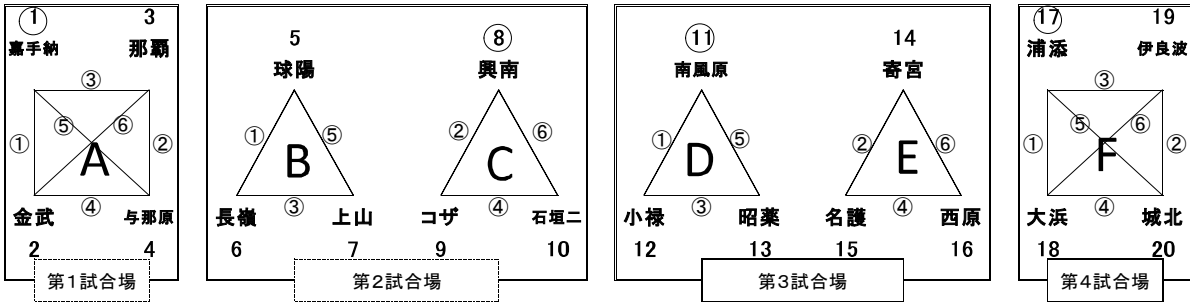 1 3 5 8 11 14 17 19
嘉手納 那覇 球陽 興南 南風原 寄宮 浦添 伊良波
③ ③
① ⑤ ⑥ ② ① ⑤ ② ⑥ ① ⑤ ② ⑥ ① ⑤ ⑥ ②
A B C D E F
④ ③ ④ ③ ④ ④
金武 与那原 長嶺 上山 コザ 石垣二 小禄 昭薬 名護 西原 大浜 城北
2 4 6 7 9 10 12 13 15 16 18 20
第1試合場 第2試合場 第3試合場 第4試合場